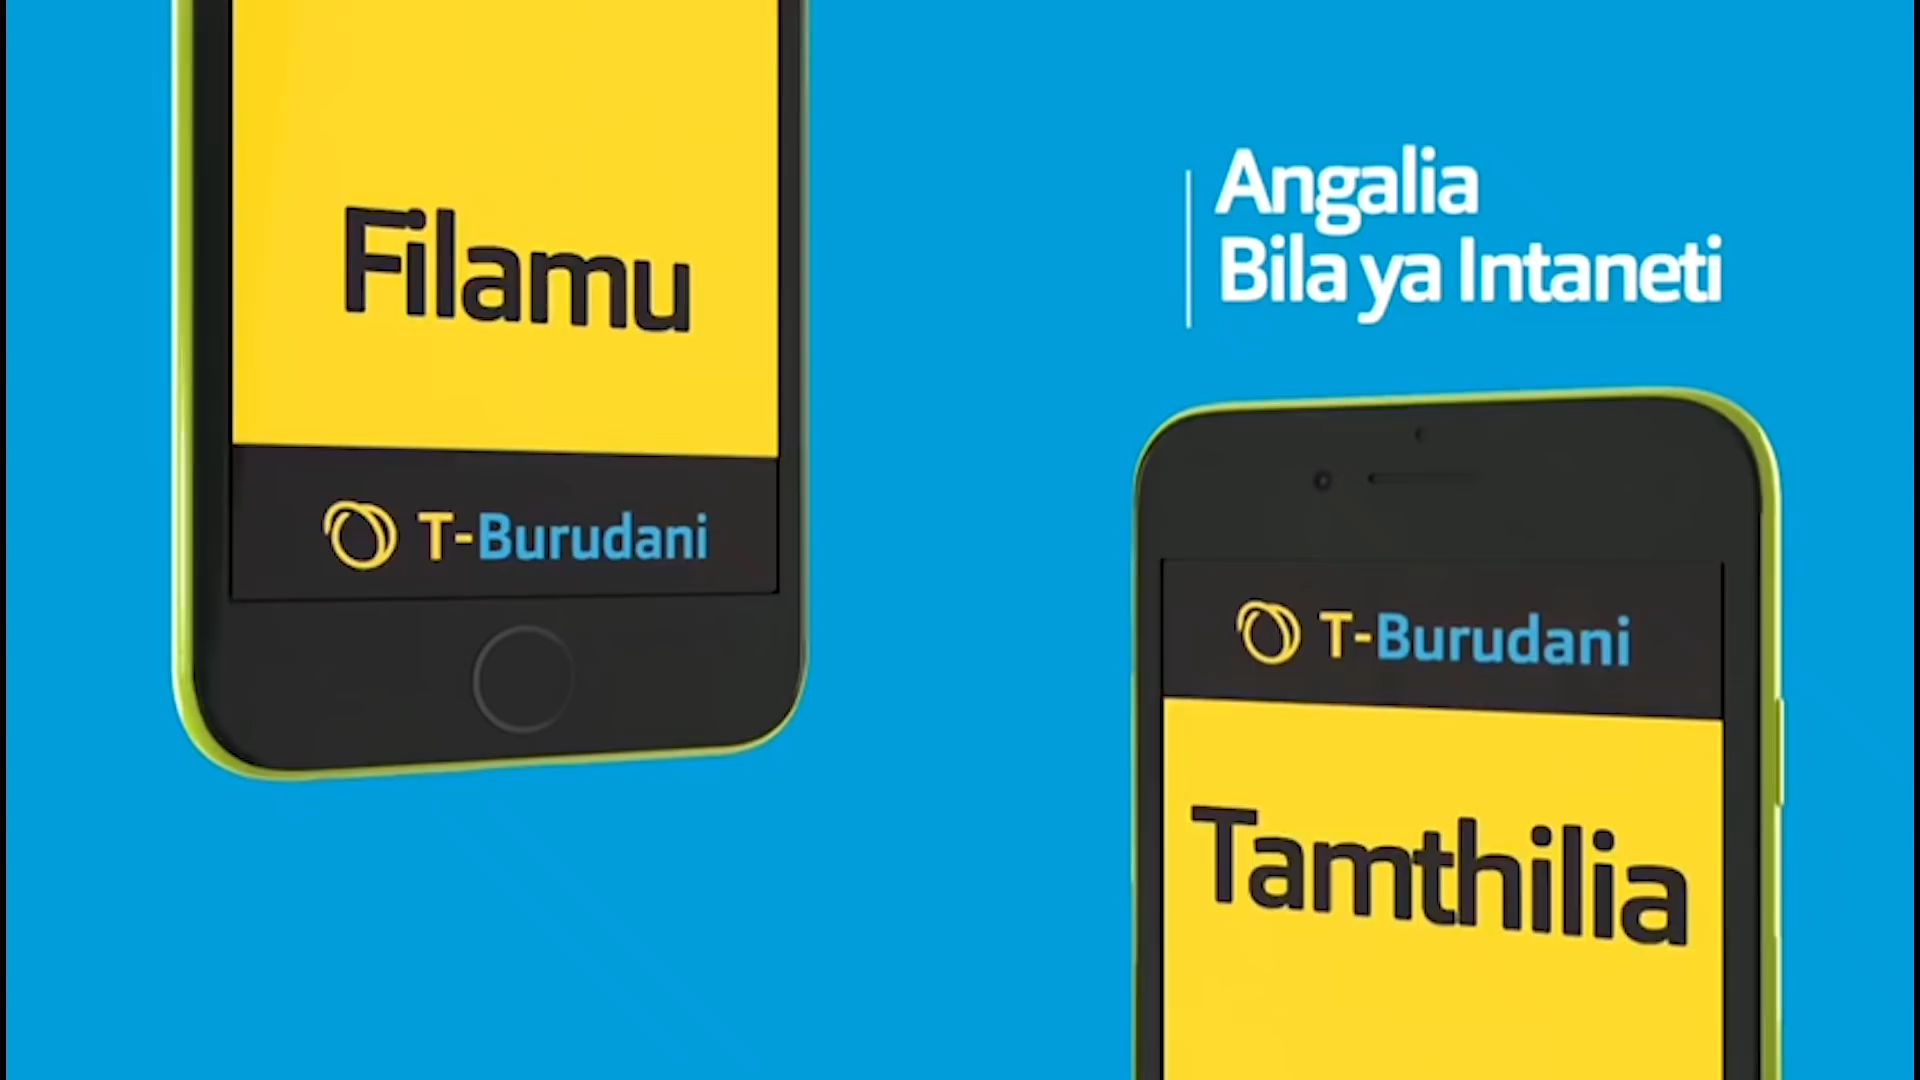 Filamu
T-Burudani
Angalia
Bila ya Intaneti
T-Burudani
Tamthilia